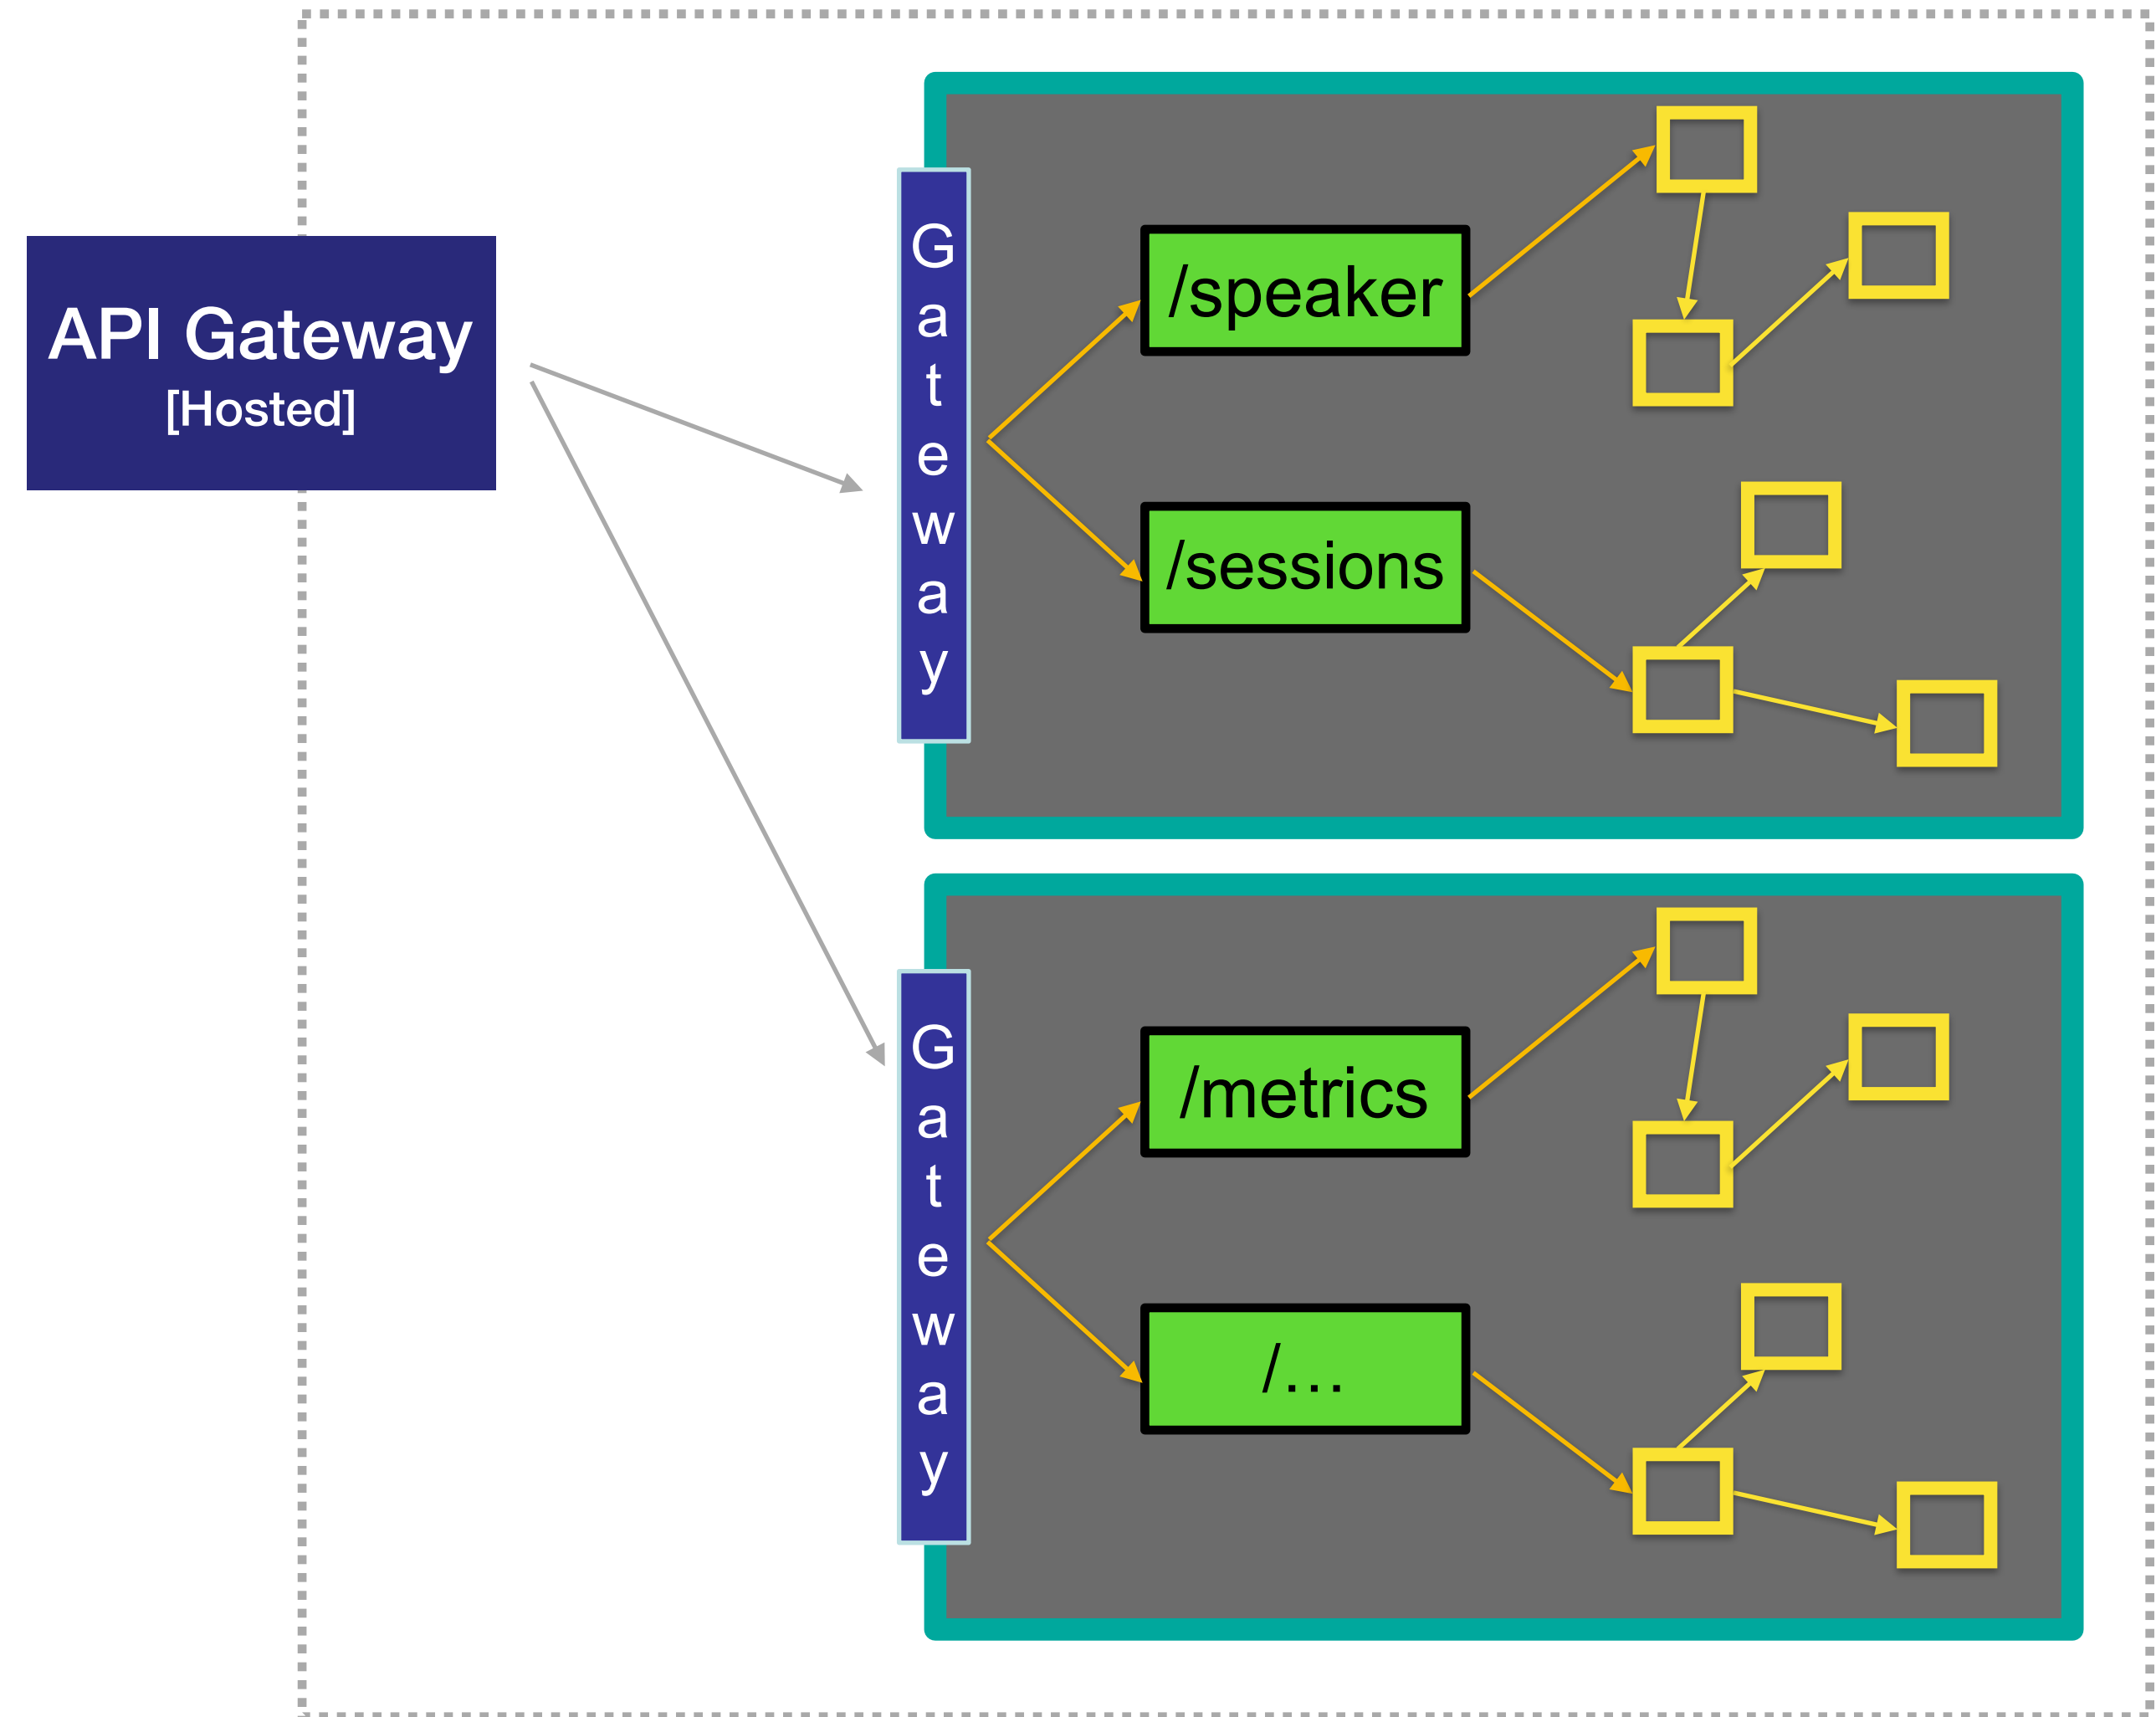 API Gateway
[Hosted]
Gateway
/speaker
/sessions
Gateway
/metrics
/...